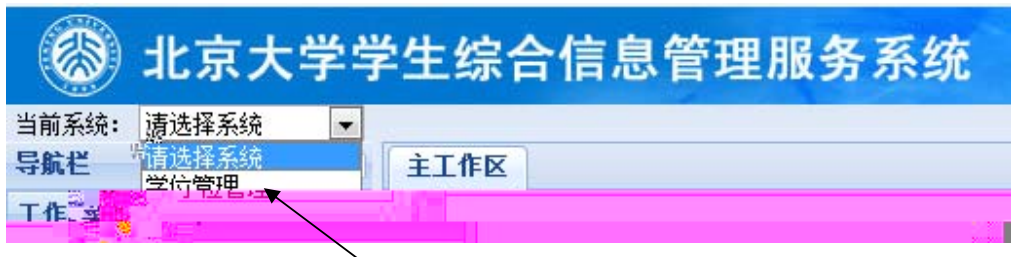 北京大学学生综合信息管理服务系统
当前系统: 请选择系统
导航栏 请选择系统 主工作区
学位管理
工作